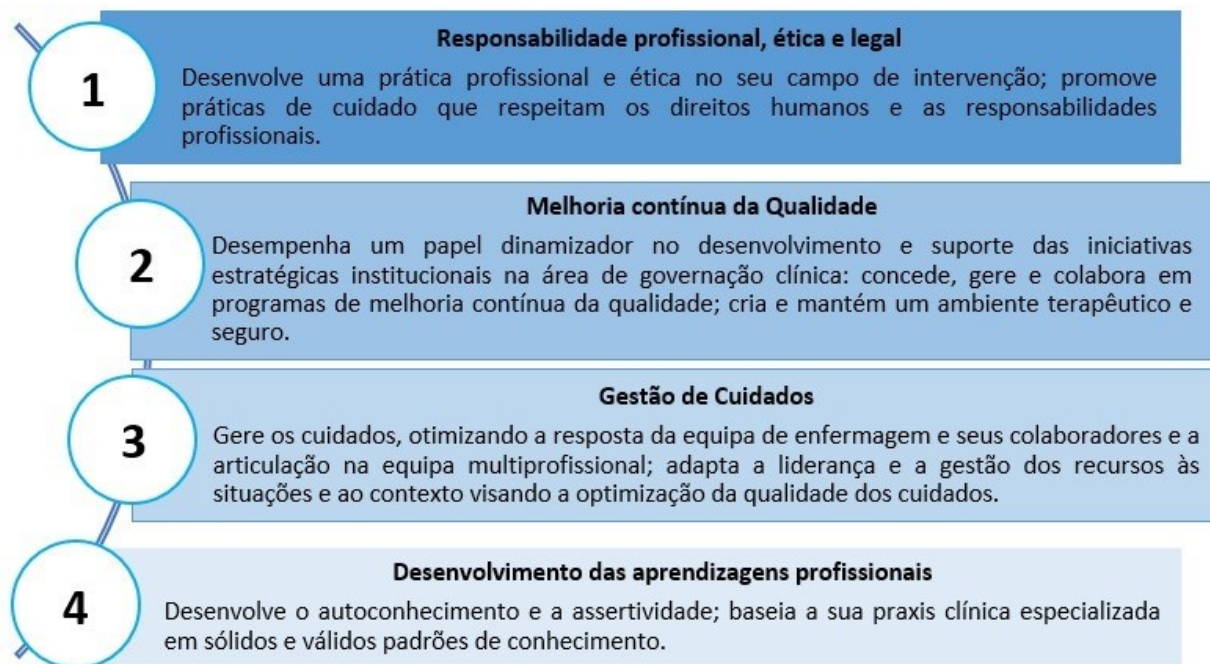 1
Responsabilidade profissional, ética e legal
Desenvolve uma prática profissional e ética no seu campo de intervenção; promove
práticas de cuidado que respeitam os direitos humanos e as responsabilidades
profissionais.
2
Melhoria contínua da Qualidade
Desempenha um papel dinamizador no desenvolvimento e suporte das iniciativas
estratégicas institucionais na área de governação clínica: concede, gere e colabora em
programas de melhoria contínua da qualidade; cria e mantém um ambiente terapêutico e
seguro.
3
Gestão de Cuidados
Gere os cuidados, otimizando a resposta da equipa de enfermagem e seus colaboradores e a
articulação na equipa multiprofissional; adapta a liderança e a gestão dos recursos às
situações e ao contexto visando a optimização da qualidade dos cuidados.
4
Desenvolvimento das aprendizagens profissionais
Desenvolve o autoconhecimento e a assertividade; baseia a sua praxis clínica especializada
em sólidos e válidos padrões de conhecimento.